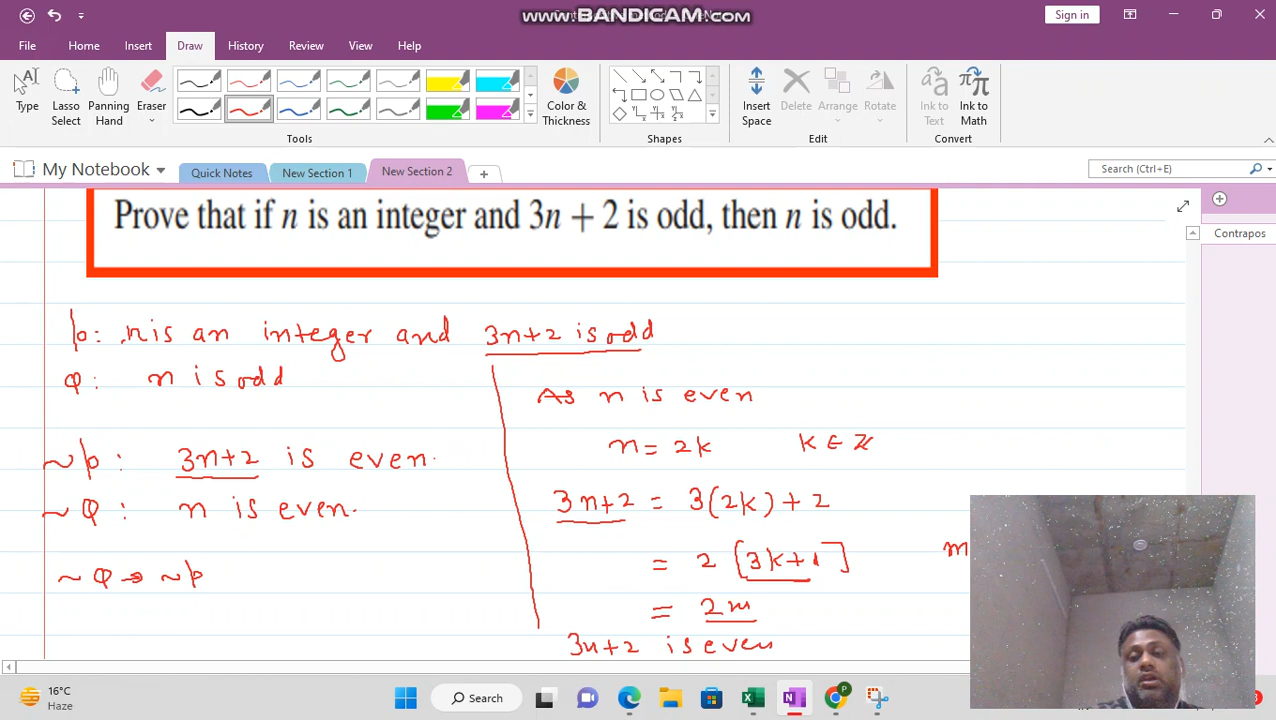 www.BANDICAM.com
Sign in
File Home Insert Draw History Review View Help
Type
Lasso Select
Panning Hand
Eraser
Color & Thickness
Insert Space
Delete
Arrange
Rotate
Ink to Text
Ink to Math
Tools
Shapes
Edit
Convert
My Notebook
Quick Notes
New Section 1
New Section 2
Search (Ctrl+E)
Contrapos
Prove that if n is an integer and 3n + 2 is odd, then n is odd.
p: n is an integer and 3n+2 is odd
Q: n is odd
~p: 3n+2 is even.
~Q: n is even.
~Q → ~p
As n is even
n = 2k k ∈ Z
3n+2 = 3(2k)+2
= 2 [3k+1]
= 2m
3n+2 is even
m
16°C
Haze
Search